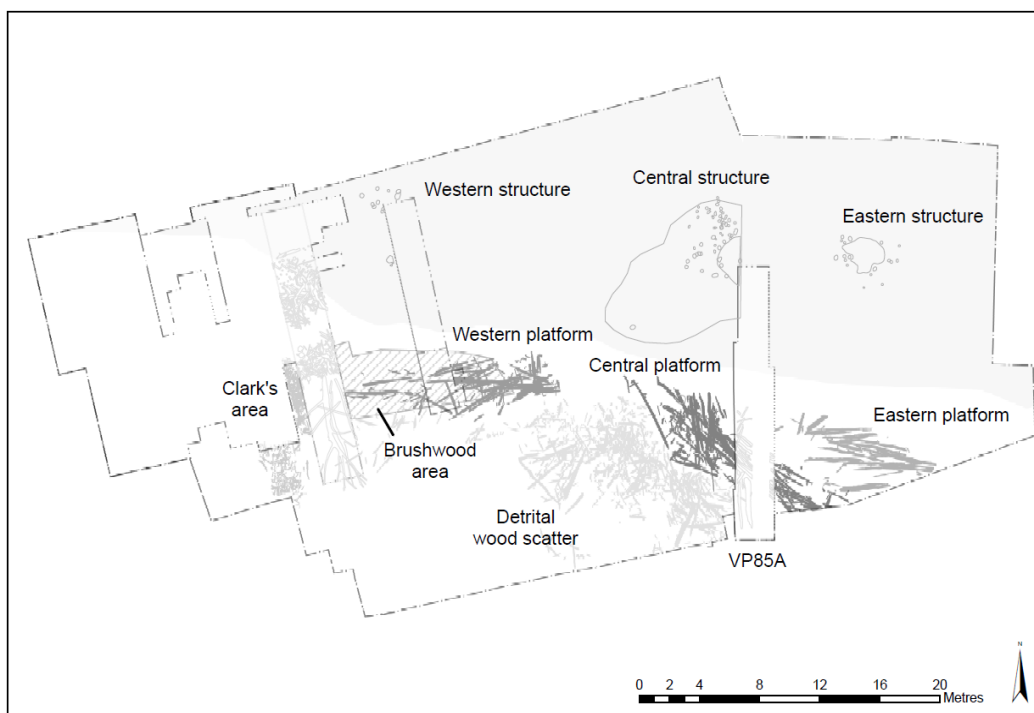 Western structure
Central structure
Eastern structure
Western platform
Central platform
Clark's
area
Eastern platform
Brushwood
area
Detrital
wood scatter
VP85A
N
0 2 4 8 12 16 20
Metres